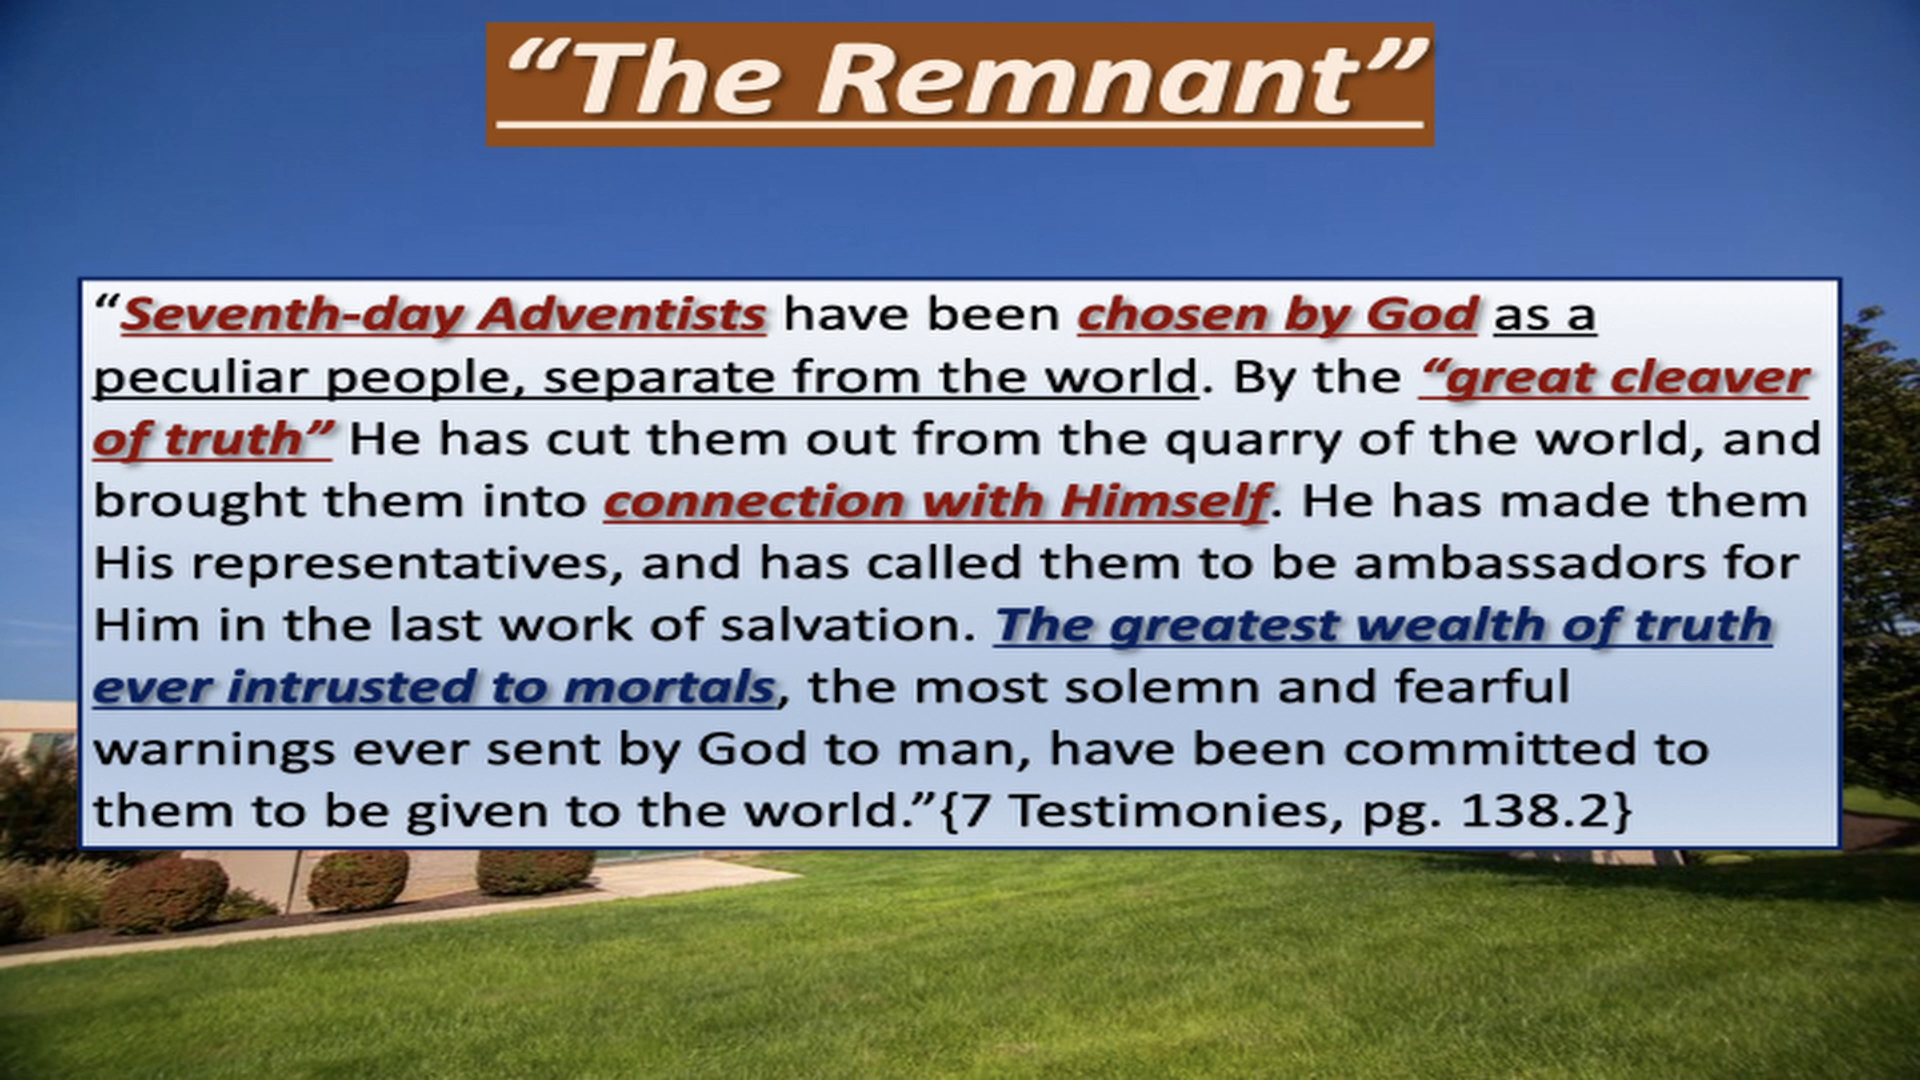 “The Remnant”
“Seventh-day Adventists have been chosen by God as a
peculiar people, separate from the world. By the “great cleaver
of truth” He has cut them out from the quarry of the world, and
brought them into connection with Himself. He has made them
His representatives, and has called them to be ambassadors for
Him in the last work of salvation. The greatest wealth of truth
ever intrusted to mortals, the most solemn and fearful
warnings ever sent by God to man, have been committed to
them to be given to the world.”{7 Testimonies, pg. 138.2}